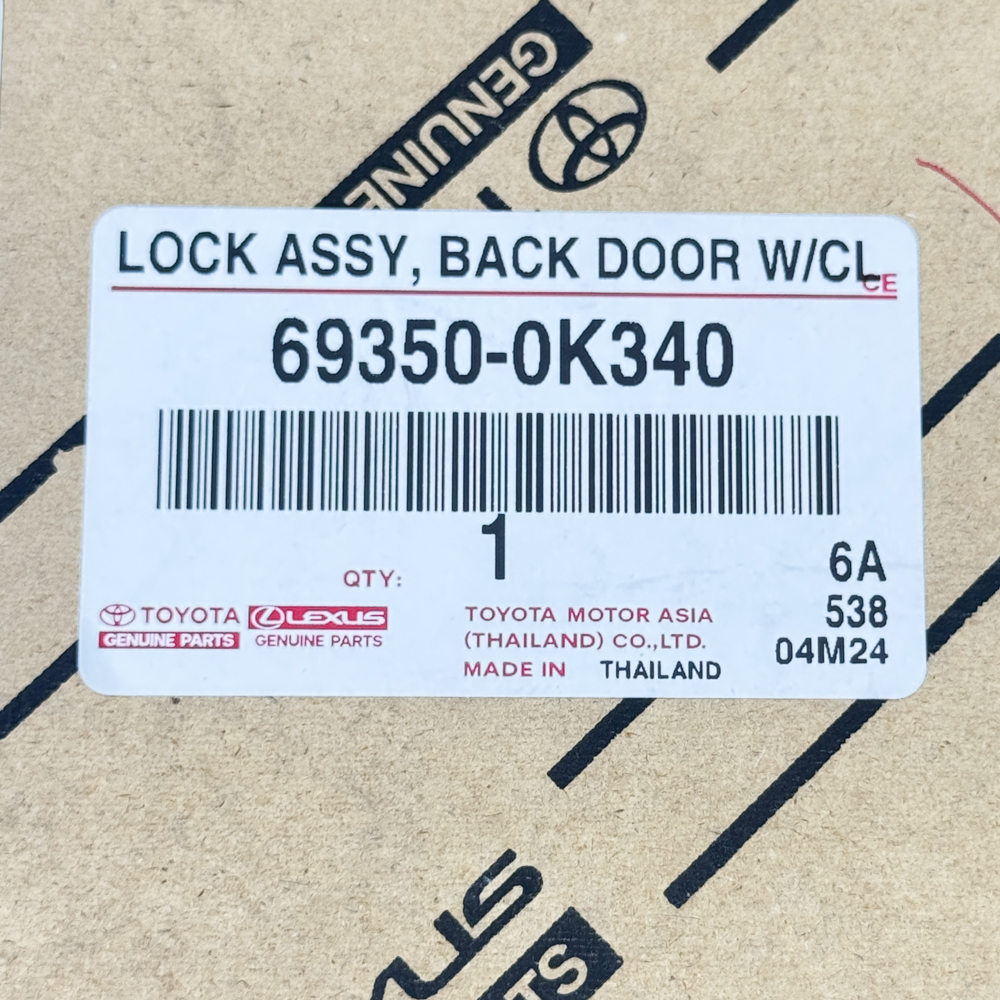 GENUINE
LOCK ASSY, BACK DOOR W/CL
CE
69350-0K340
1
QTY:
6A
538
04M24
TOYOTA
GENUINE PARTS
LEXUS
GENUINE PARTS
TOYOTA MOTOR ASIA
(THAILAND) CO.,LTD.
MADE IN THAILAND